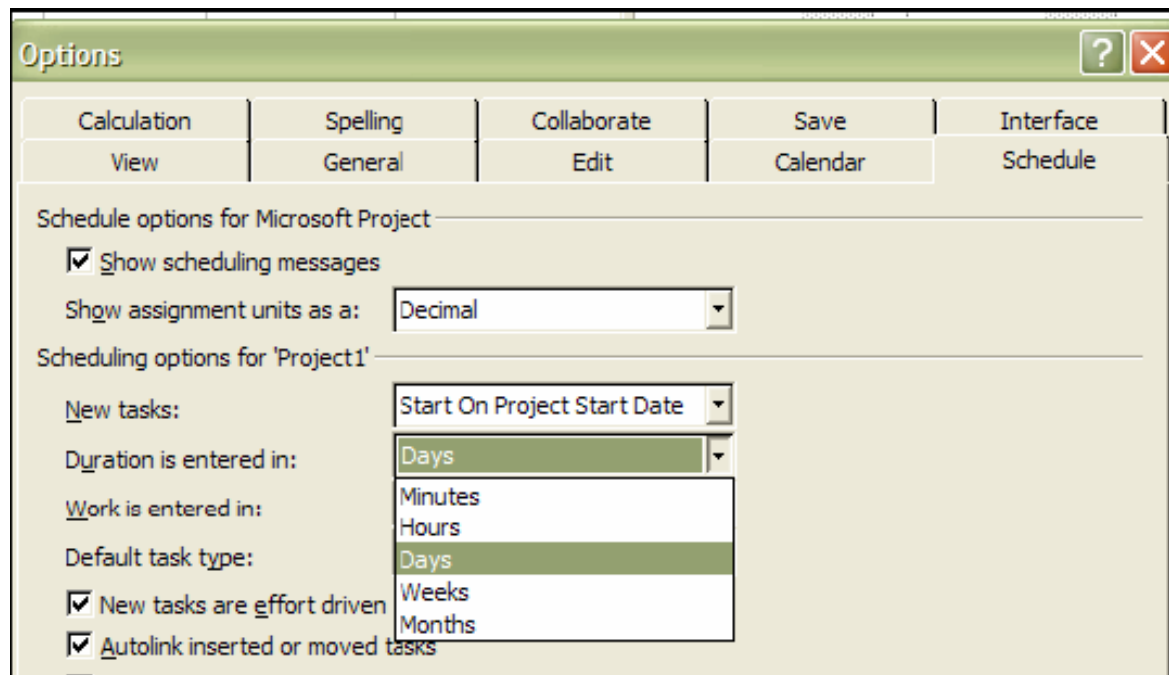 Options
Calculation Spelling Collaborate Save Interface
View General Edit Calendar Schedule
Schedule options for Microsoft Project
Show scheduling messages
Show assignment units as a: Decimal
Scheduling options for 'Project1'
New tasks: Start On Project Start Date
Duration is entered in: Days
Minutes
Work is entered in:
Hours
Default task type: Days
Weeks
New tasks are effort driven
Months
Autolink inserted or moved tasks